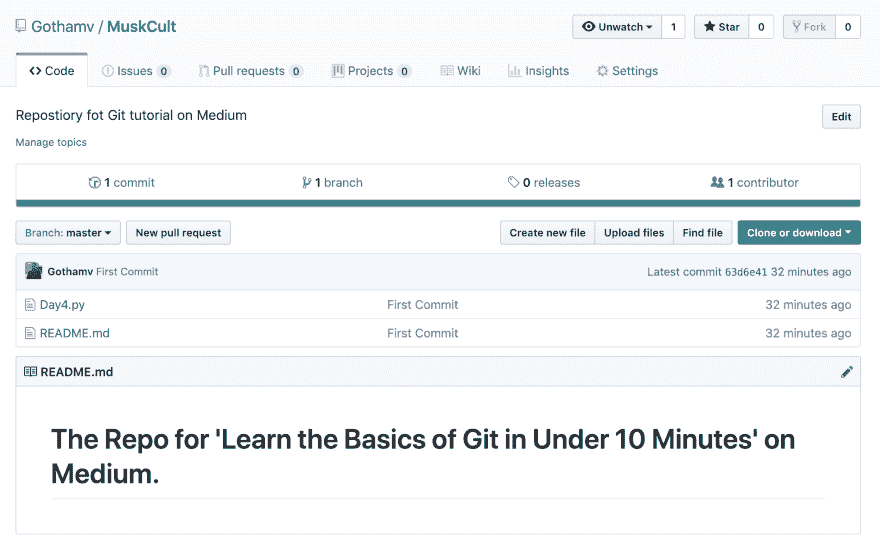 Gothamv / MuskCult
Unwatch 1 Star 0 Fork 0
Code Issues 0 Pull requests 0 Projects 0 Wiki Insights Settings
Repostiory fot Git tutorial on Medium Edit
Manage topics
1 commit 1 branch 0 releases 1 contributor
Branch: master New pull request Create new file Upload files Find file Clone or download
Gothamv First Commit Latest commit 63d6e41 32 minutes ago
Day4.py First Commit 32 minutes ago
README.md First Commit 32 minutes ago
README.md
The Repo for 'Learn the Basics of Git in Under 10 Minutes' on
Medium.